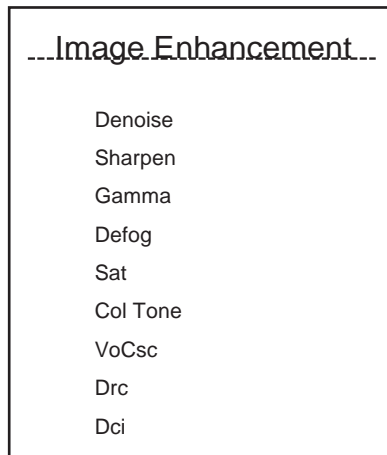 Image Enhancement
Denoise
Sharpen
Gamma
Defog
Sat
Col Tone
VoCsc
Drc
Dci